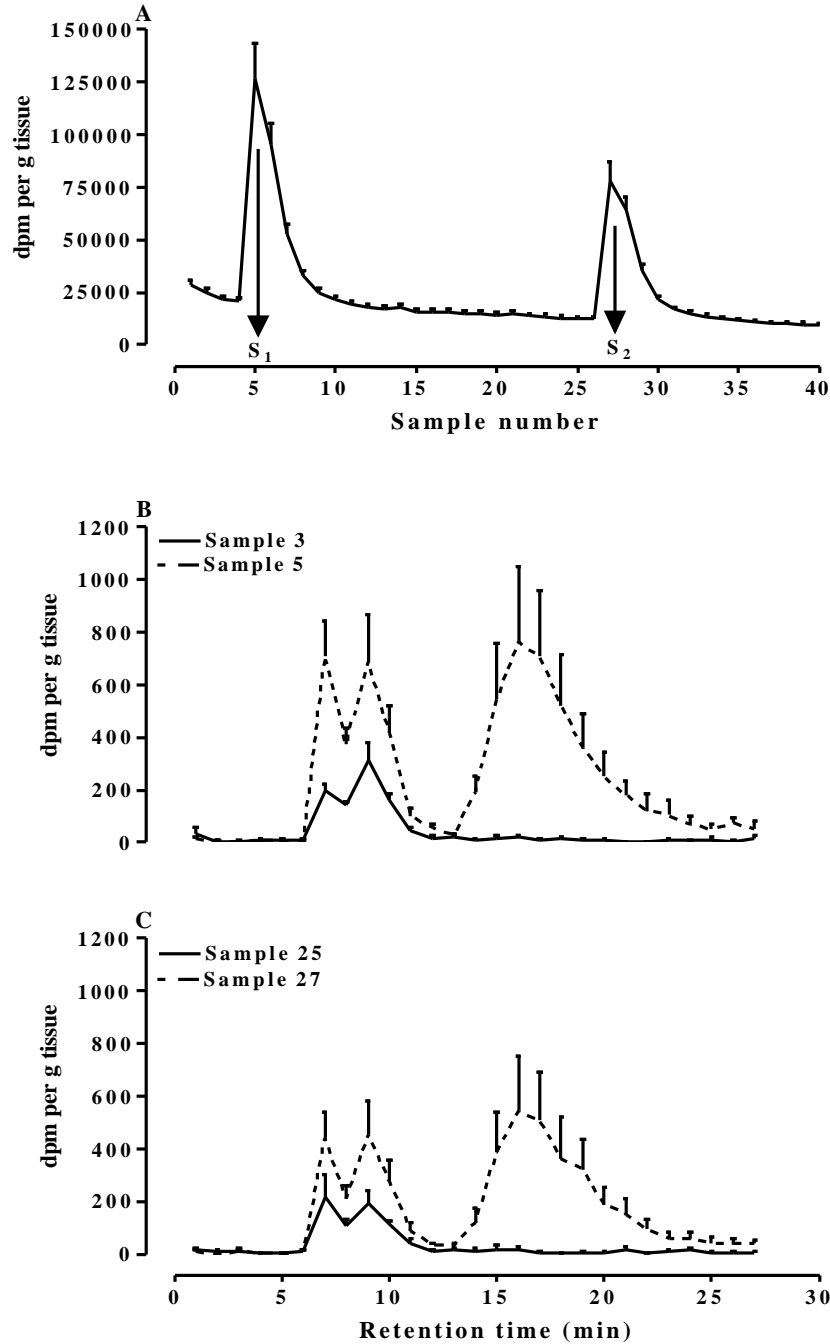 A
150000
125000
100000
75000
50000
25000
0
dpm per g tissue
S1
S2
0 5 10 15 20 25 30 35 40
Sample number
B
1200
1000
800
600
400
200
0
dpm per g tissue
Sample 3
Sample 5
C
1200
1000
800
600
400
200
0
dpm per g tissue
Sample 25
Sample 27
0 5 10 15 20 25 30
Retention time (min)